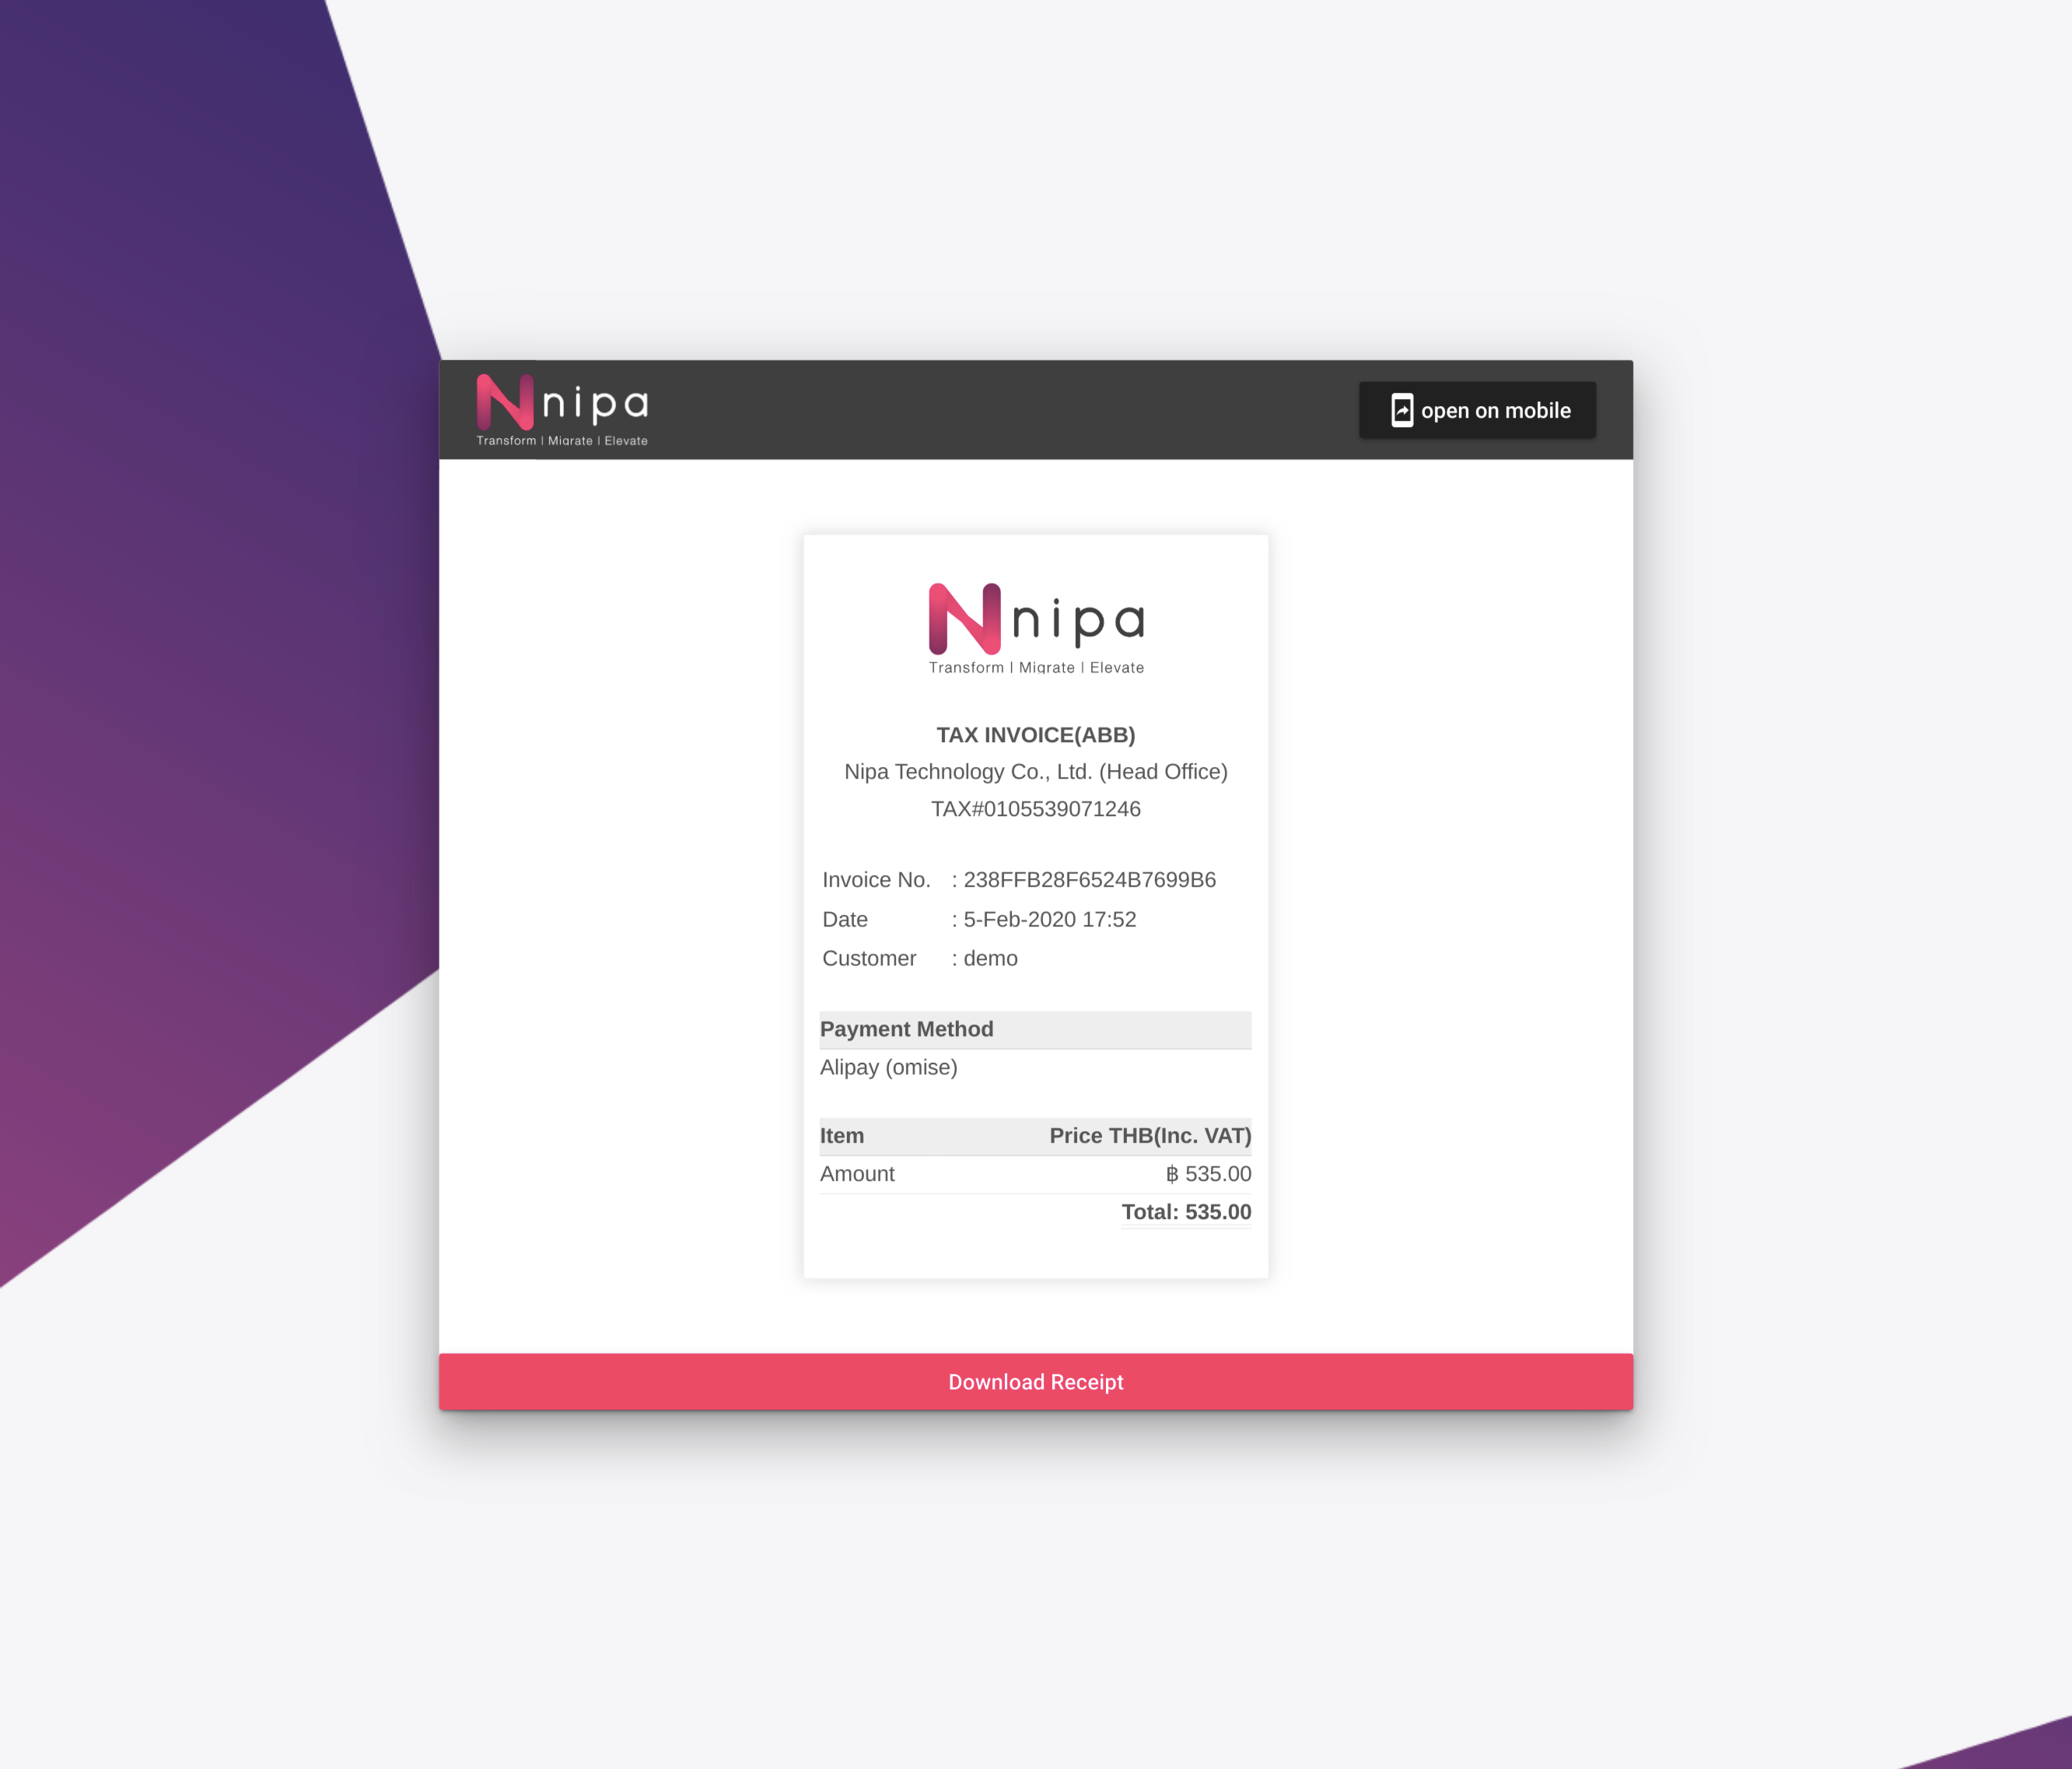 nipa
Transform | Migrate | Elevate
open on mobile
nipa
Transform | Migrate | Elevate
TAX INVOICE(ABB)
Nipa Technology Co., Ltd. (Head Office)
TAX#0105539071246
Invoice No. : 238FFB28F6524B7699B6
Date : 5-Feb-2020 17:52
Customer : demo
Payment Method
Alipay (omise)
Item Price THB(Inc. VAT)
Amount ฿ 535.00
Total: 535.00
Download Receipt